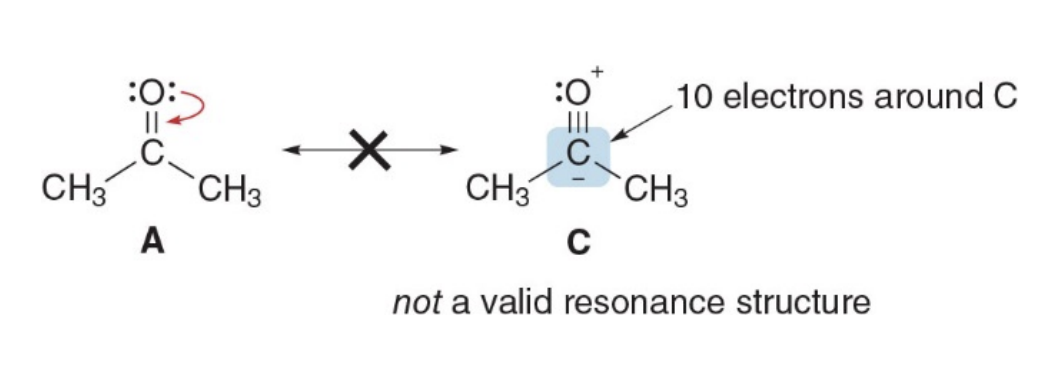 :O: :O⁺ 10 electrons around C
C C
CH₃ CH₃ CH₃ – CH₃
A C
not a valid resonance structure